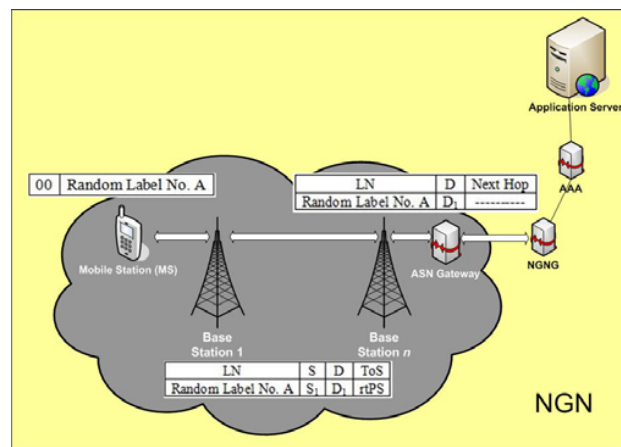 Application Server
00 Random Label No. A
LN D Next Hop
Random Label No. A D₁ ----------
AAA
Mobile Station (MS)
ASN Gateway
NGNG
Base
Station 1
Base
Station n
LN S D ToS
Random Label No. A S₁ D₁ rtPS
NGN